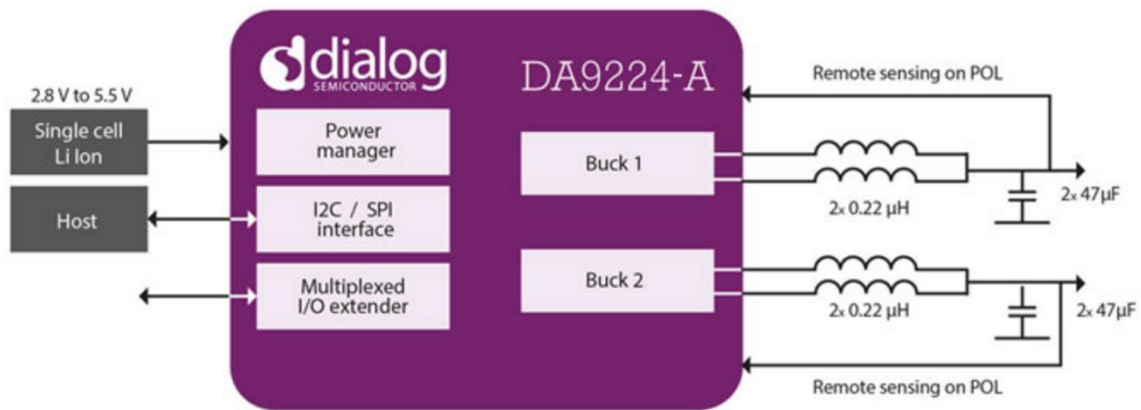 dialog
SEMICONDUCTOR
DA9224-A
2.8 V to 5.5 V
Single cell
Li Ion
Host
Power
manager
I2C / SPI
interface
Multiplexed
I/O extender
Buck 1
Buck 2
Remote sensing on POL
2x 0.22 µH
2x 47µF
2x 0.22 µH
2x 47µF
Remote sensing on POL